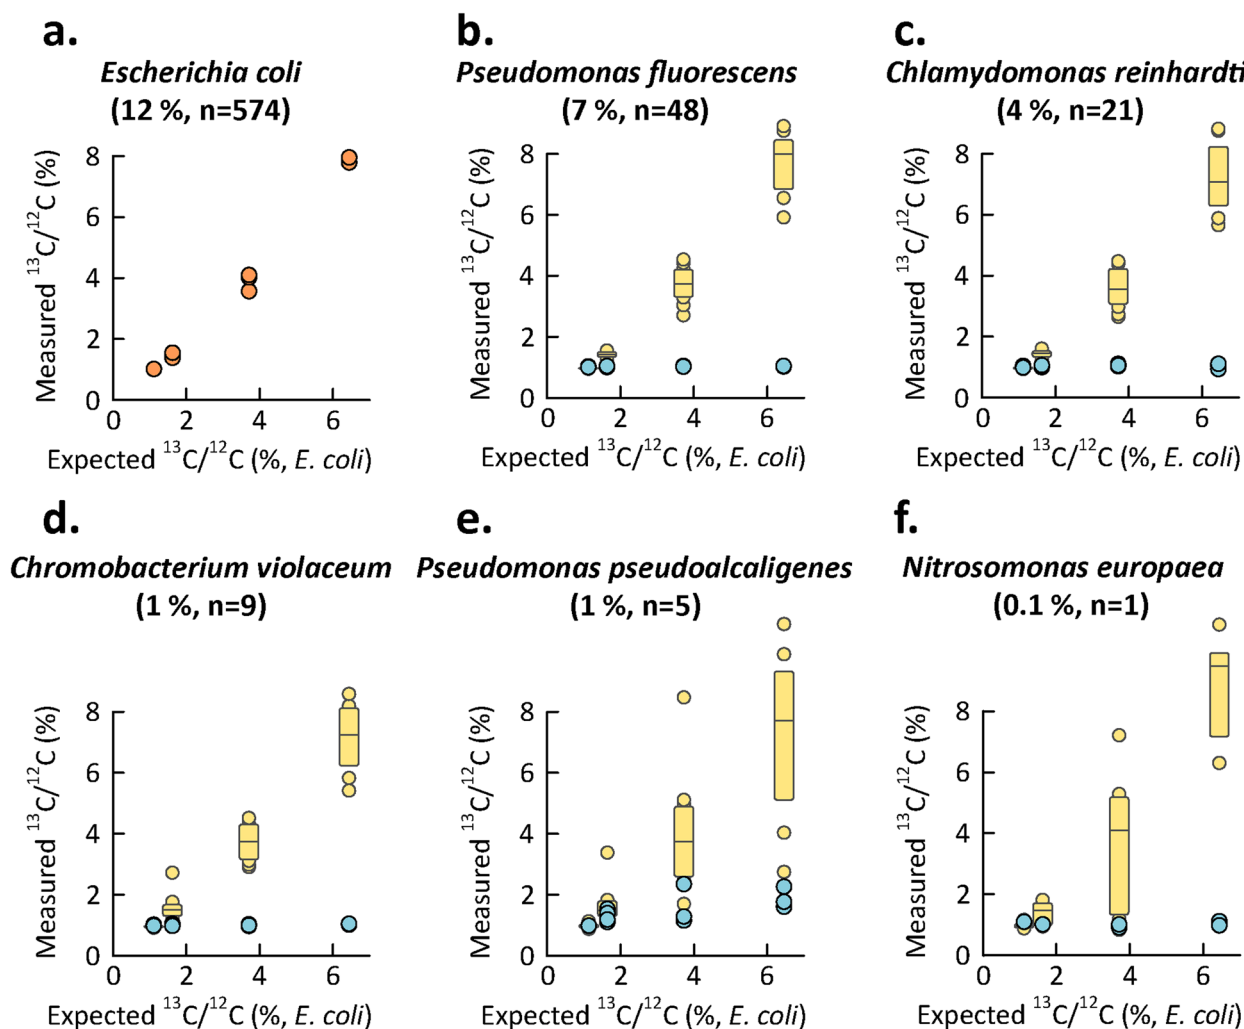 a.
Escherichia coli
(12 %, n=574)
Measured ¹³C/¹²C (%)
8
6
4
2
0
0 2 4 6
Expected ¹³C/¹²C (%, E. coli)
b.
Pseudomonas fluorescens
(7 %, n=48)
Measured ¹³C/¹²C (%)
8
6
4
2
0
0 2 4 6
Expected ¹³C/¹²C (%, E. coli)
c.
Chlamydomonas reinhardti
(4 %, n=21)
Measured ¹³C/¹²C (%)
8
6
4
2
0
0 2 4 6
Expected ¹³C/¹²C (%, E. coli)
d.
Chromobacterium violaceum
(1 %, n=9)
Measured ¹³C/¹²C (%)
8
6
4
2
0
0 2 4 6
Expected ¹³C/¹²C (%, E. coli)
e.
Pseudomonas pseudoalcaligenes
(1 %, n=5)
Measured ¹³C/¹²C (%)
8
6
4
2
0
0 2 4 6
Expected ¹³C/¹²C (%, E. coli)
f.
Nitrosomonas europaea
(0.1 %, n=1)
Measured ¹³C/¹²C (%)
8
6
4
2
0
0 2 4 6
Expected ¹³C/¹²C (%, E. coli)